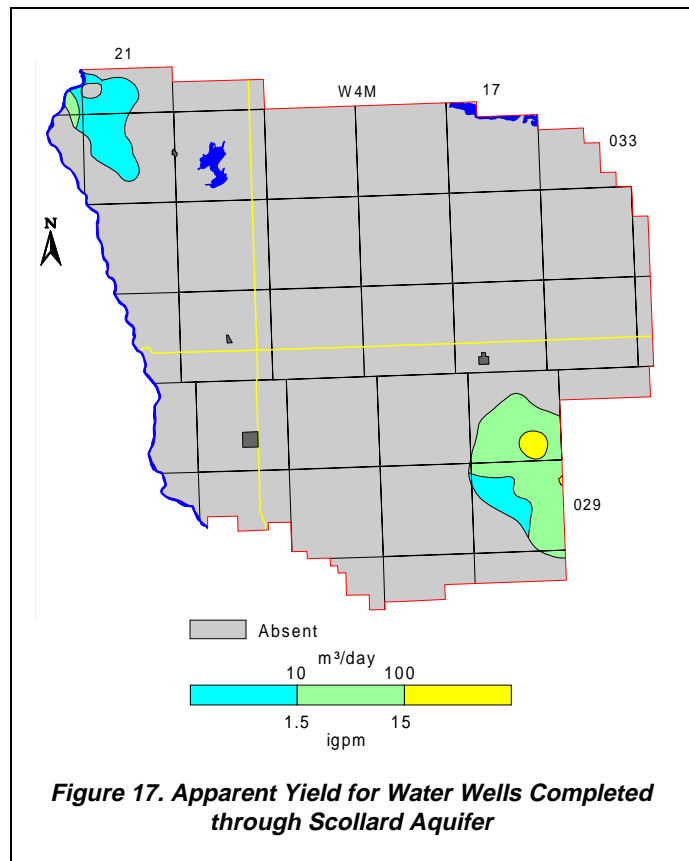 21
W4M
17
033
N
029
Absent
m³/day
10 100
1.5 15
igpm
Figure 17. Apparent Yield for Water Wells Completed
through Scollard Aquifer